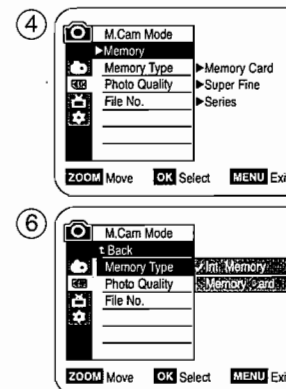 4
M.Cam Mode
▶Memory
Memory Type ▶Memory Card
Photo Quality ▶Super Fine
File No. ▶Series
ZOOM Move OK Select MENU Exi
6
M.Cam Mode
Back
Memory Type ✓Int. Memory
Photo Quality Memory Card
File No.
ZOOM Move OK Select MENU Exi